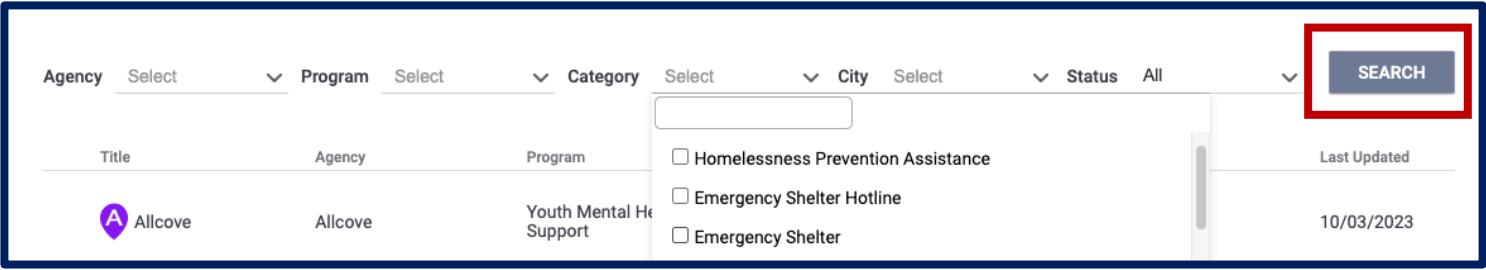 Agency Select Program Select Category Select City Select Status All SEARCH
Title Agency Program Last Updated
Homelessness Prevention Assistance
Emergency Shelter Hotline
A Allcove Allcove Youth Mental He
Support 10/03/2023
Emergency Shelter